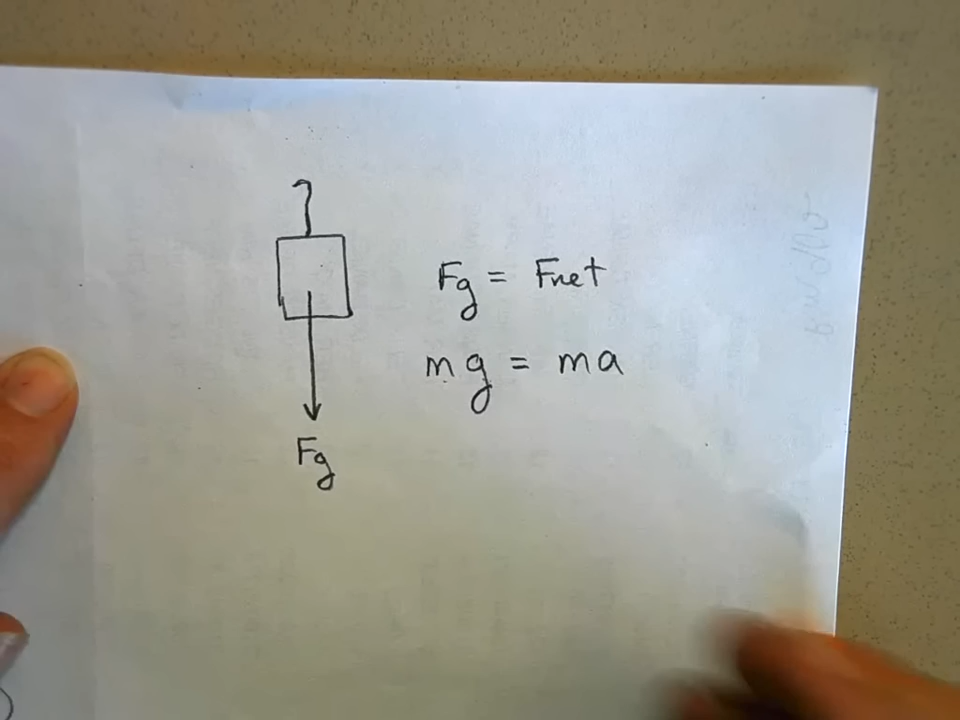 Fg = Fnet
mg = ma
Fg